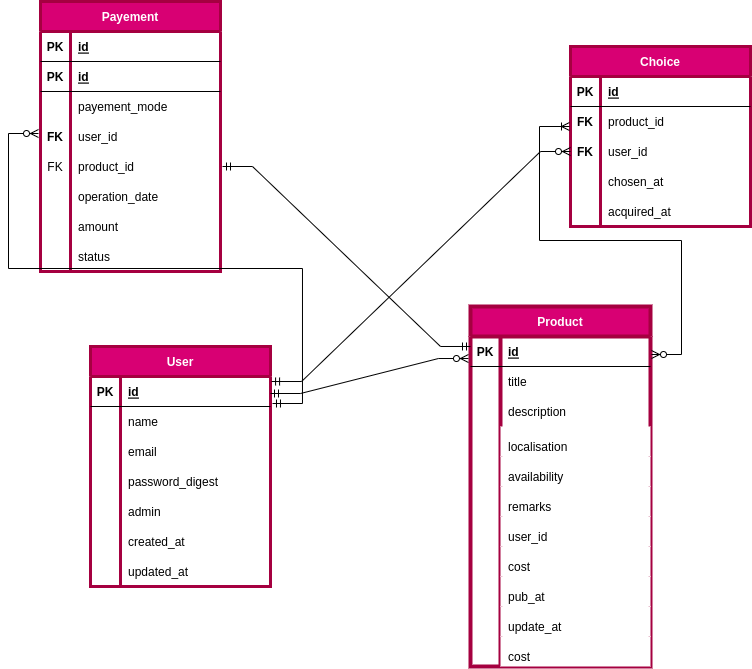 Payement
PK id
PK id
payement_mode
FK user_id
FK product_id
operation_date
amount
status
Choice
PK id
FK product_id
FK user_id
chosen_at
acquired_at
User
PK id
name
email
password_digest
admin
created_at
updated_at
Product
PK id
title
description
localisation
availability
remarks
user_id
cost
pub_at
update_at
cost